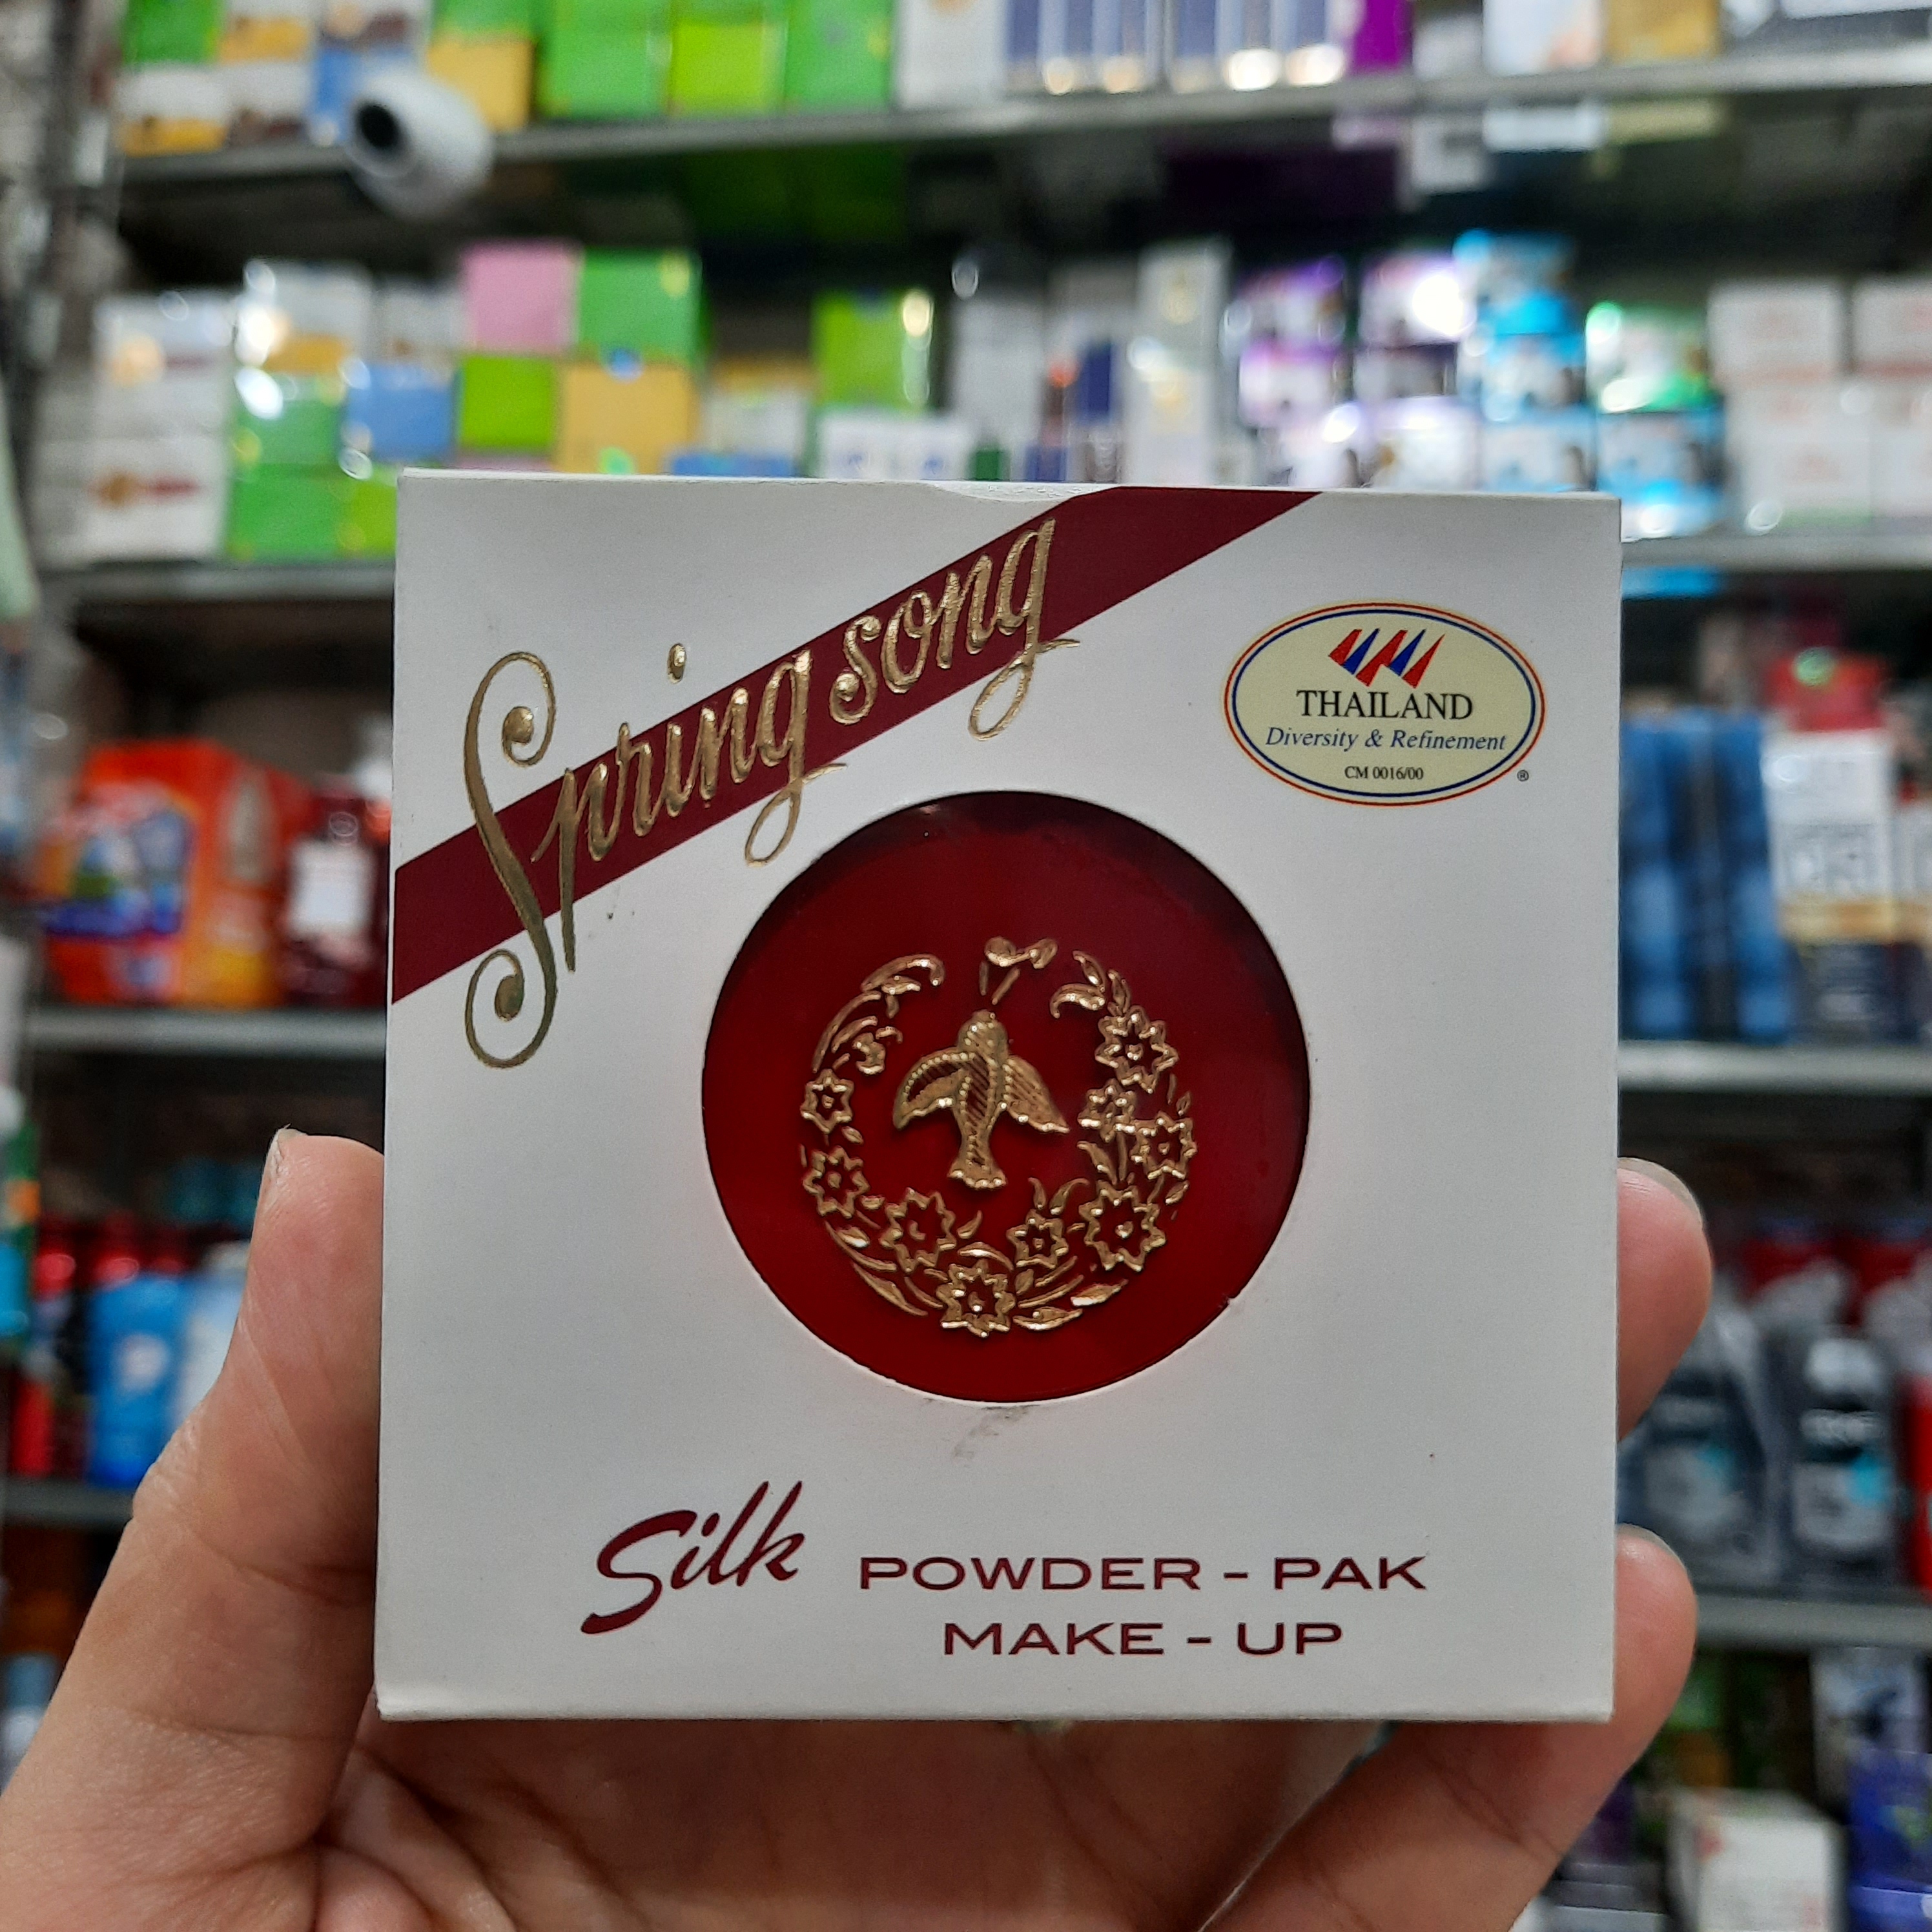 Spring song
THAILAND
Diversity & Refinement
CM 0016/00
®
Silk POWDER - PAK
MAKE - UP